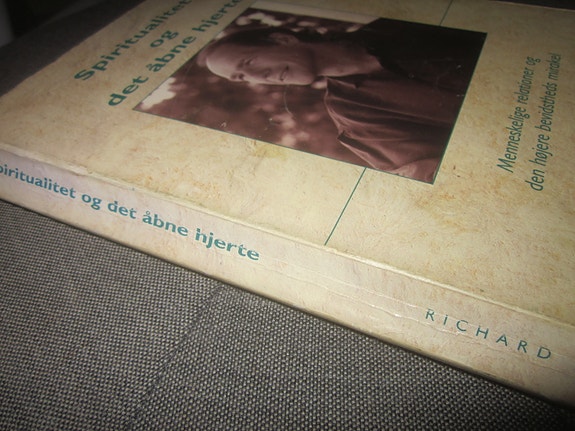 Spiritualitet
og
det åbne hjerte
Menneskelige relationer og
den højere bevidstheds mirakel
piritualitet og det åbne hjerte
RICHARD